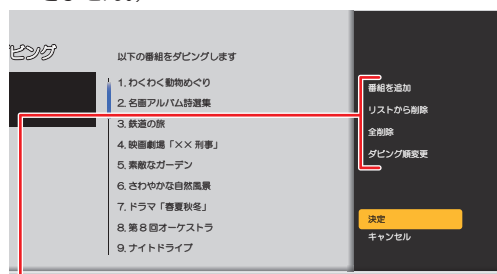 ダビング
以下の番組をダビングします
1. わくわく動物めぐり
2. 名画アルバム詩選集
3. 鉄道の旅
4. 映画劇場「××刑事」
5. 素敵なガーデン
6. さわやかな自然風景
7. ドラマ「春夏秋冬」
8. 第8回オーケストラ
9. ナイトドライブ
番組を追加
リストから削除
全削除
ダビング順変更
決定
キャンセル